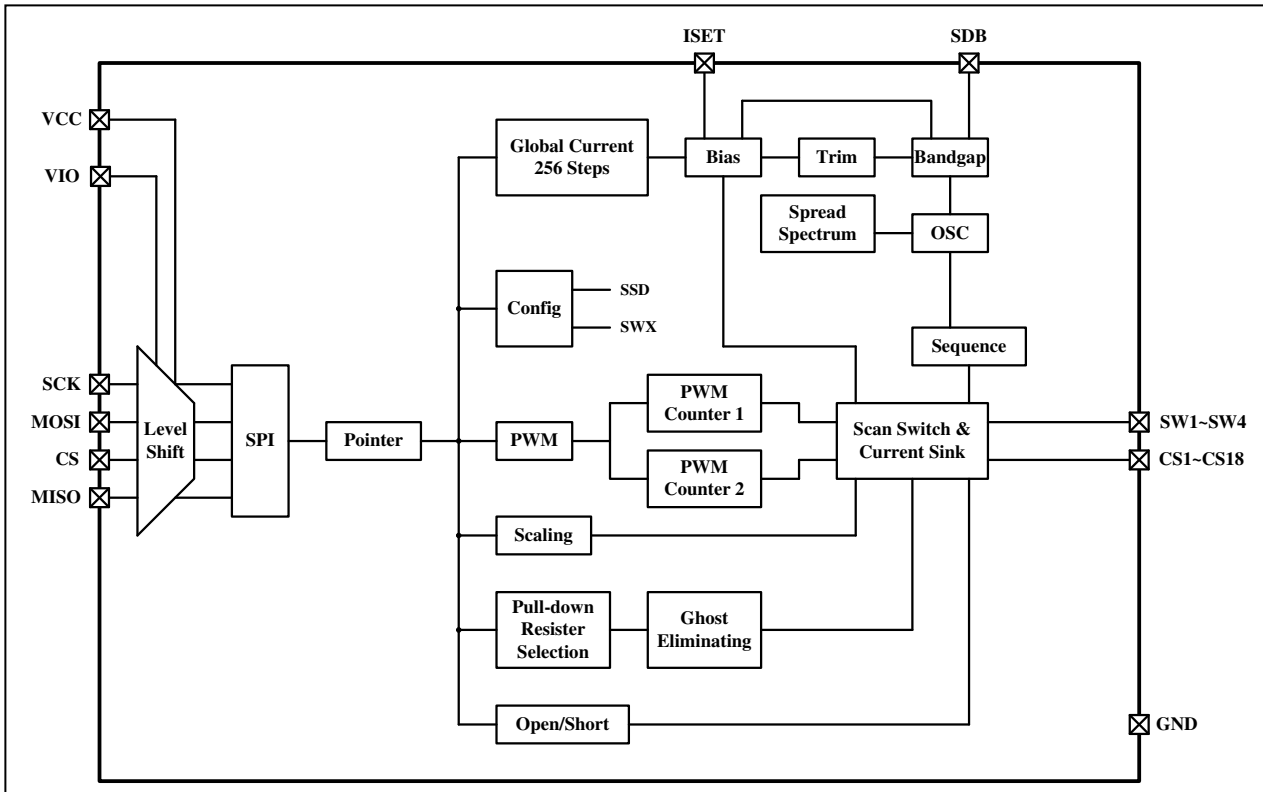 ISET
SDB
VCC
VIO
Global Current
256 Steps
Bias
Trim
Bandgap
Spread
Spectrum
OSC
Config
SSD
SWX
Sequence
SCK
MOSI
CS
MISO
Level
Shift
SPI
Pointer
PWM
PWM
Counter 1
PWM
Counter 2
Scan Switch &
Current Sink
SW1~SW4
CS1~CS18
Scaling
Pull-down
Resister
Selection
Ghost
Eliminating
Open/Short
GND